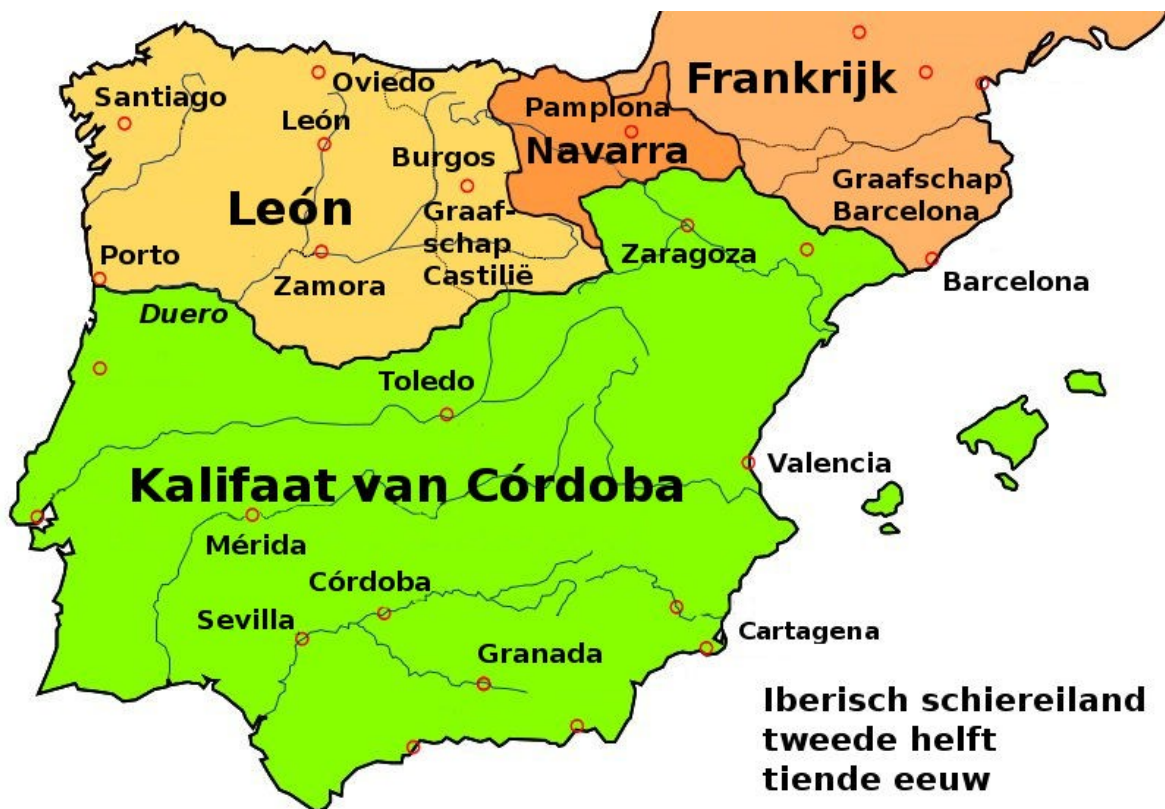 Frankrijk
Santiago
Oviedo
León
Pamplona
Navarra
Burgos
León
Graaf-
schap
Castilië
Graafschap
Barcelona
Porto
Zamora
Zaragoza
Barcelona
Duero
Toledo
Kalifaat van Córdoba
Valencia
Mérida
Córdoba
Sevilla
Cartagena
Granada
Iberisch schiereiland
tweede helft
tiende eeuw